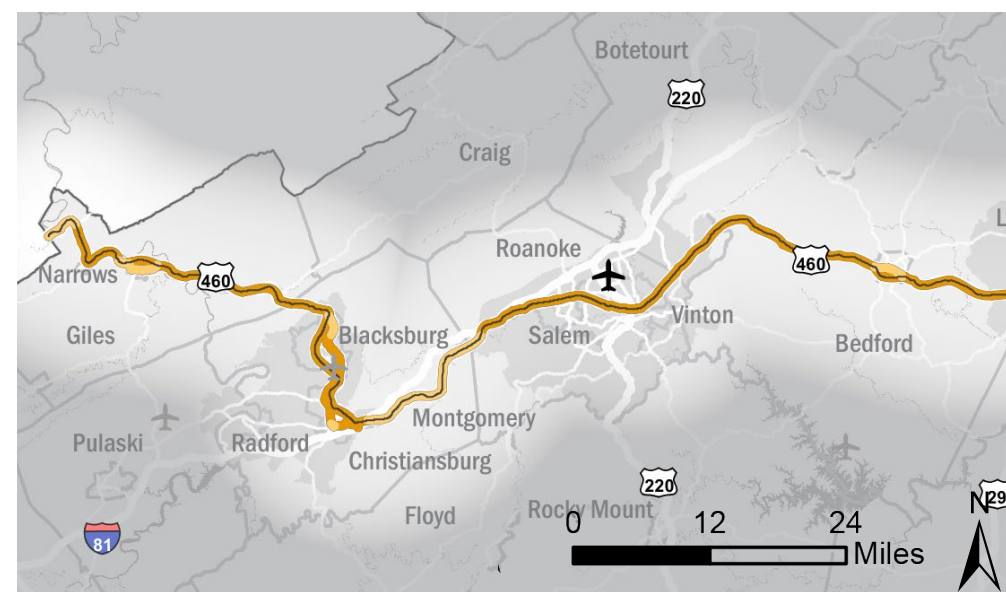 Botetourt
220
Craig
Roanoke
460
Narrows
460
Vinton
Giles
Blacksburg
Salem
Bedford
Montgomery
Pulaski
Radford
Christiansburg
220
N
29
Rocky Mount
Floyd
0 12 24
Miles
81